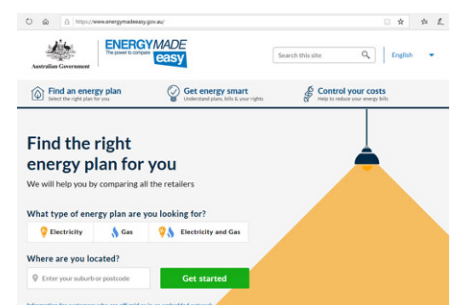 https://www.energymadeeasy.gov.au/
Australian Government
ENERGY MADE
The power to compare
easy
Search this site
English
Find an energy plan
Select the right plan for you
Get energy smart
Understand plans, bills & your rights
Control your costs
Help to reduce your energy bills
Find the right
energy plan for you
We will help you by comparing all the retailers
What type of energy plan are you looking for?
Electricity
Gas
Electricity and Gas
Where are you located?
Enter your suburb or postcode
Get started